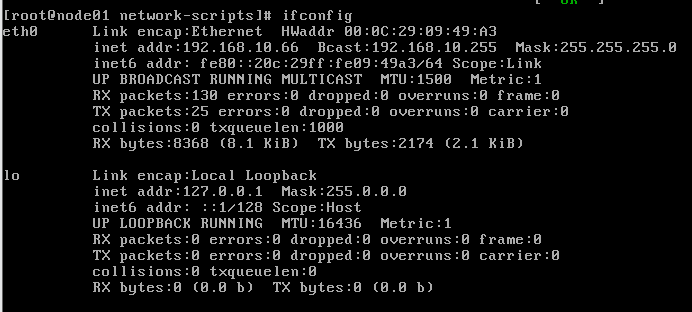 [ OK ]
[root@node01 network-scripts]# ifconfig
eth0 Link encap:Ethernet HWaddr 00:0C:29:09:49:A3
inet addr:192.168.10.66 Bcast:192.168.10.255 Mask:255.255.255.0
inet6 addr: fe80::20c:29ff:fe09:49a3/64 Scope:Link
UP BROADCAST RUNNING MULTICAST MTU:1500 Metric:1
RX packets:130 errors:0 dropped:0 overruns:0 frame:0
TX packets:25 errors:0 dropped:0 overruns:0 carrier:0
collisions:0 txqueuelen:1000
RX bytes:8368 (8.1 KiB) TX bytes:2174 (2.1 KiB)
lo Link encap:Local Loopback
inet addr:127.0.0.1 Mask:255.0.0.0
inet6 addr: ::1/128 Scope:Host
UP LOOPBACK RUNNING MTU:16436 Metric:1
RX packets:0 errors:0 dropped:0 overruns:0 frame:0
TX packets:0 errors:0 dropped:0 overruns:0 carrier:0
collisions:0 txqueuelen:0
RX bytes:0 (0.0 b) TX bytes:0 (0.0 b)